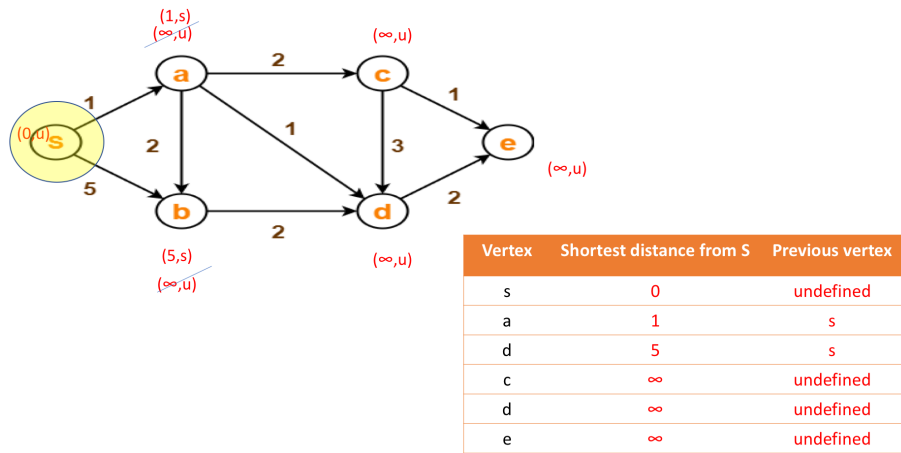 (1,s)
(∞,u)
(∞,u)
a
2
c
1
1
(0,u)
s
2
1
3
e
5
2
(∞,u)
b
2
d
(5,s)
(∞,u)
(∞,u)
Vertex Shortest distance from S Previous vertex
s 0 undefined
a 1 s
d 5 s
c ∞ undefined
d ∞ undefined
e ∞ undefined